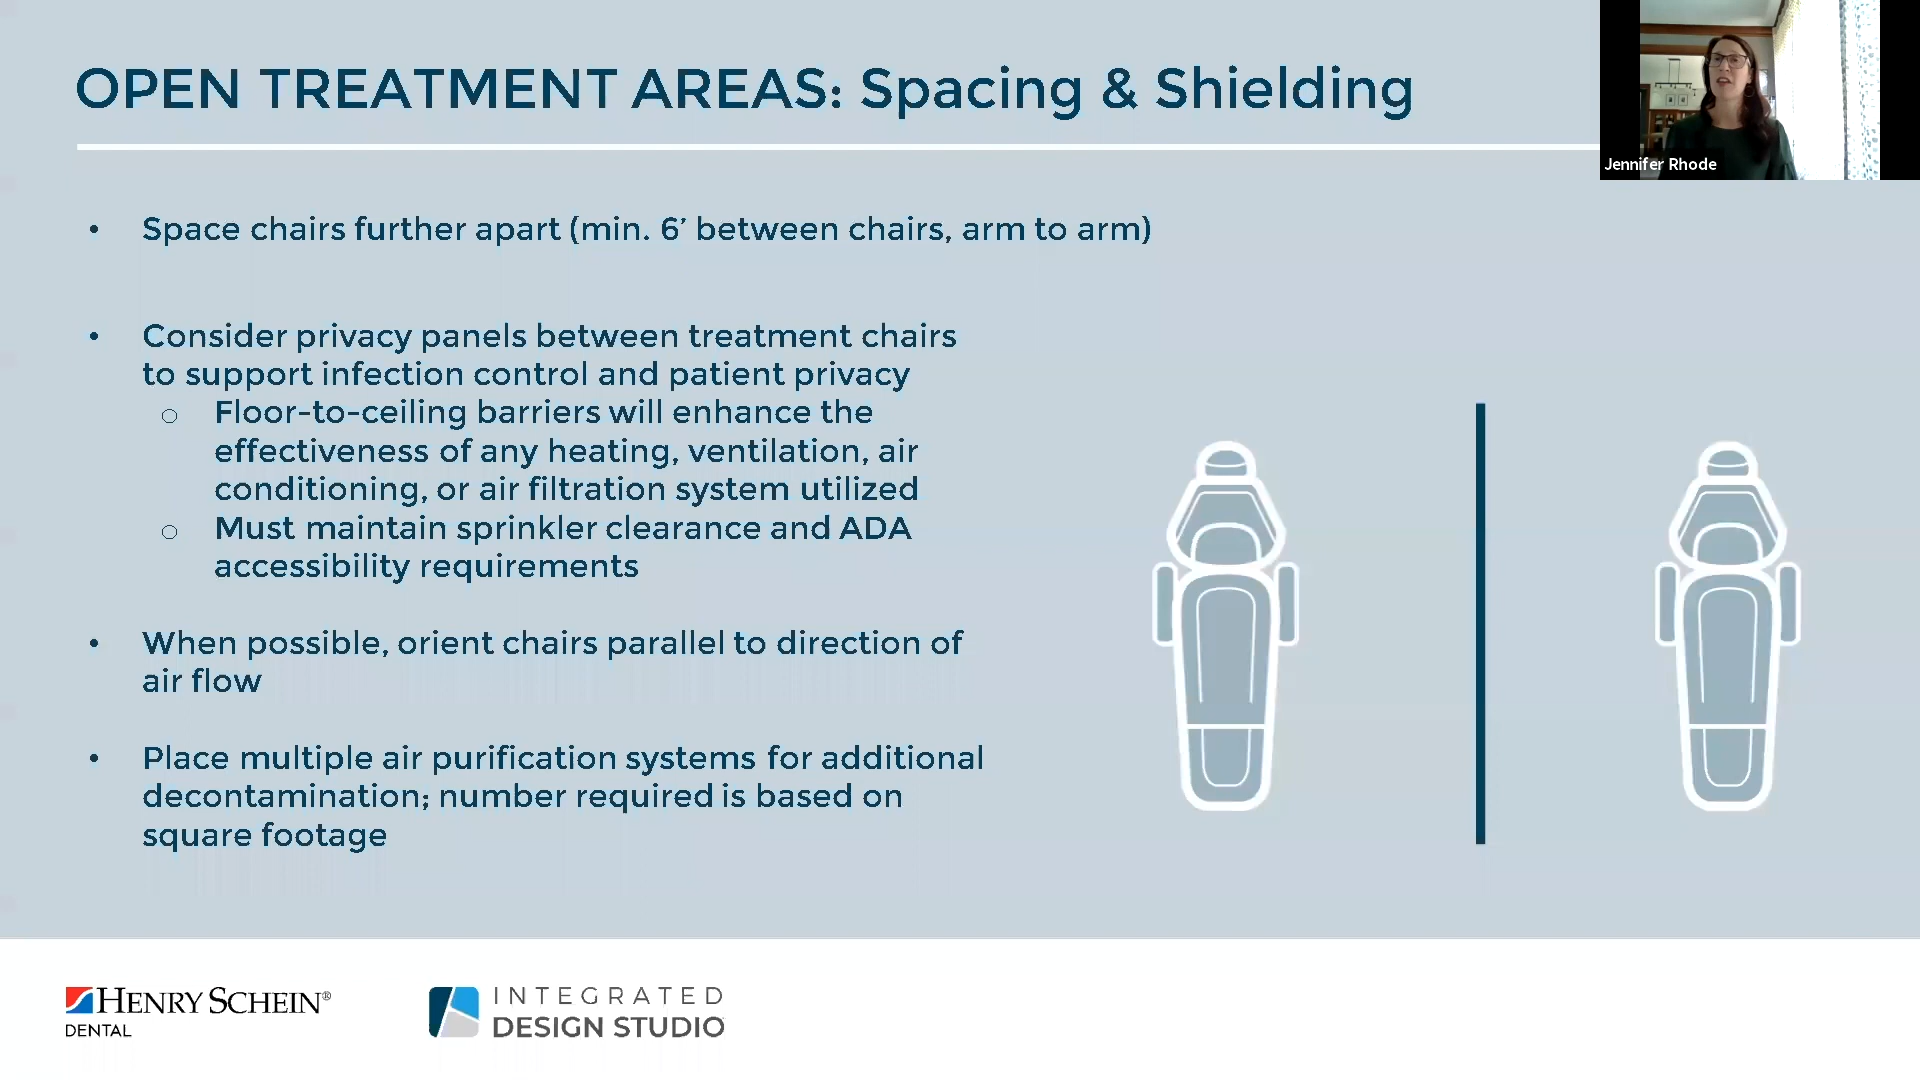 OPEN TREATMENT AREAS: Spacing & Shielding
Jennifer Rhode
• Space chairs further apart (min. 6’ between chairs, arm to arm)
• Consider privacy panels between treatment chairs
to support infection control and patient privacy
o Floor-to-ceiling barriers will enhance the
effectiveness of any heating, ventilation, air
conditioning, or air filtration system utilized
o Must maintain sprinkler clearance and ADA
accessibility requirements
• When possible, orient chairs parallel to direction of
air flow
• Place multiple air purification systems for additional
decontamination; number required is based on
square footage
HENRY SCHEIN®
DENTAL
INTEGRATED
DESIGN STUDIO